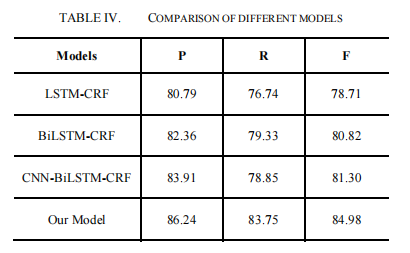 TABLE IV. COMPARISON OF DIFFERENT MODELS
Models P R F
LSTM-CRF 80.79 76.74 78.71
BiLSTM-CRF 82.36 79.33 80.82
CNN-BiLSTM-CRF 83.91 78.85 81.30
Our Model 86.24 83.75 84.98